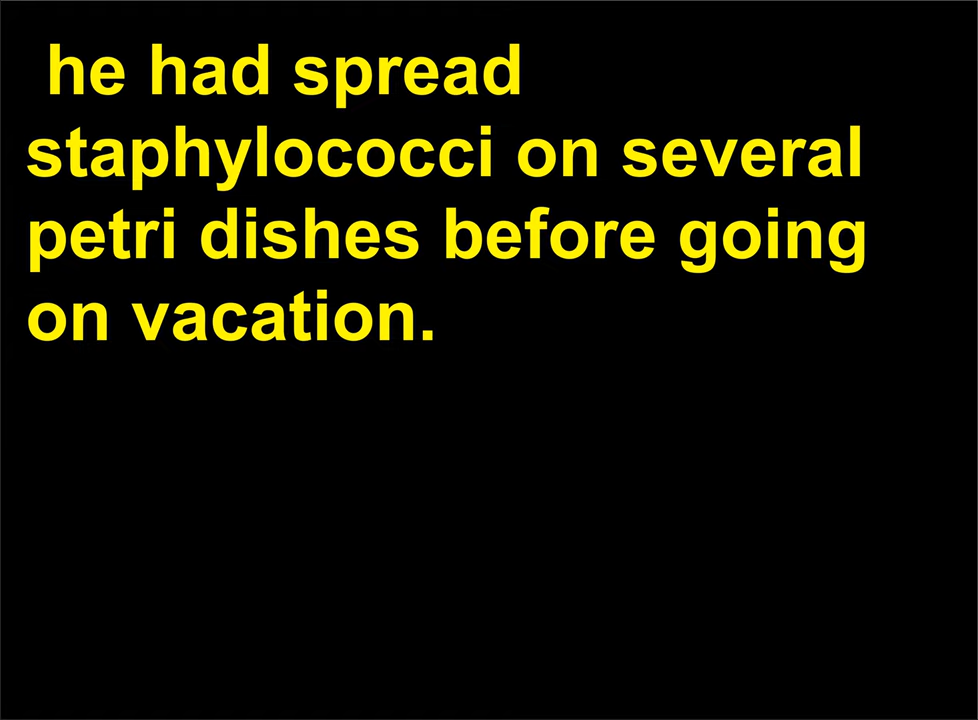 he had spread
staphylococci on several
petri dishes before going
on vacation.